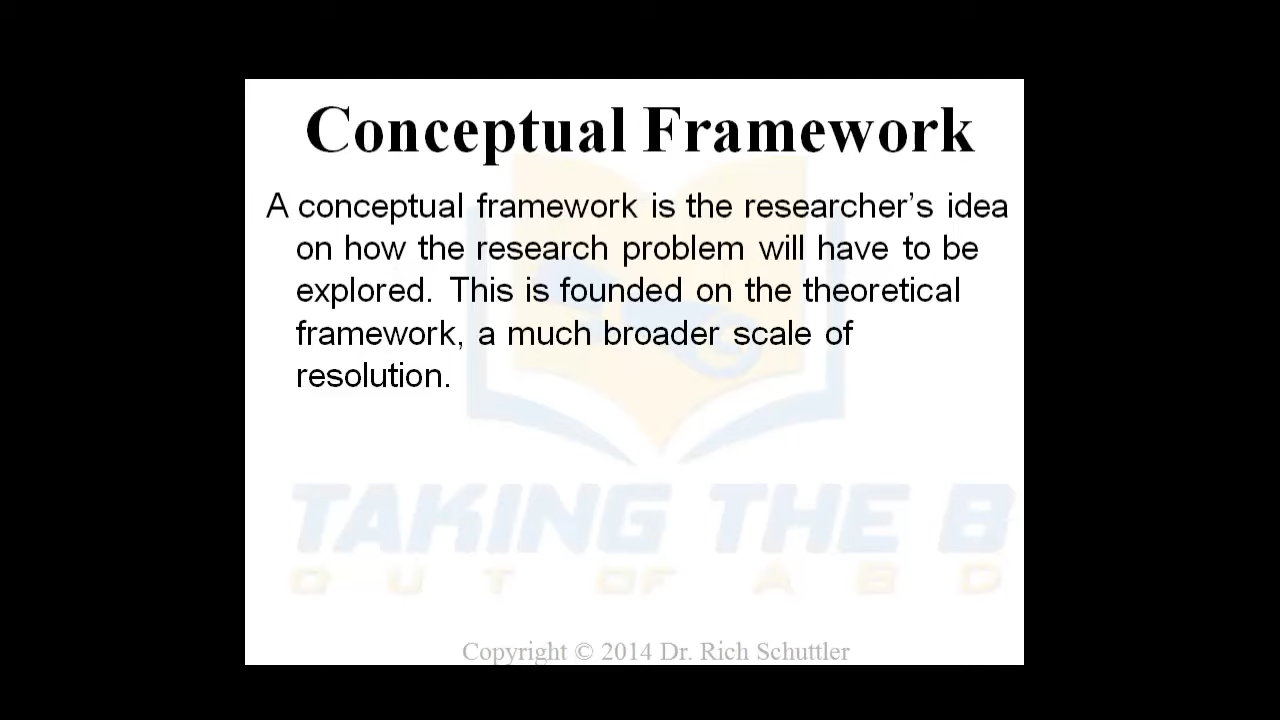 Conceptual Framework
A conceptual framework is the researcher’s idea
on how the research problem will have to be
explored. This is founded on the theoretical
framework, a much broader scale of
resolution.
TAKING THE B
OUT OF ABD
Copyright © 2014 Dr. Rich Schuttler